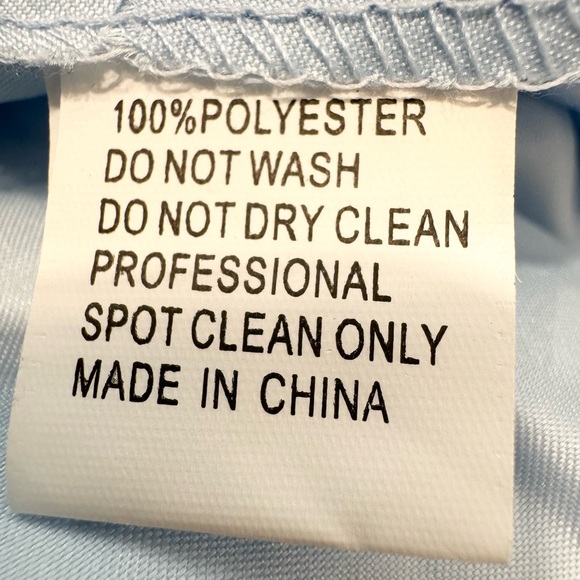 100%POLYESTER
DO NOT WASH
DO NOT DRY CLEAN
PROFESSIONAL
SPOT CLEAN ONLY
MADE IN CHINA